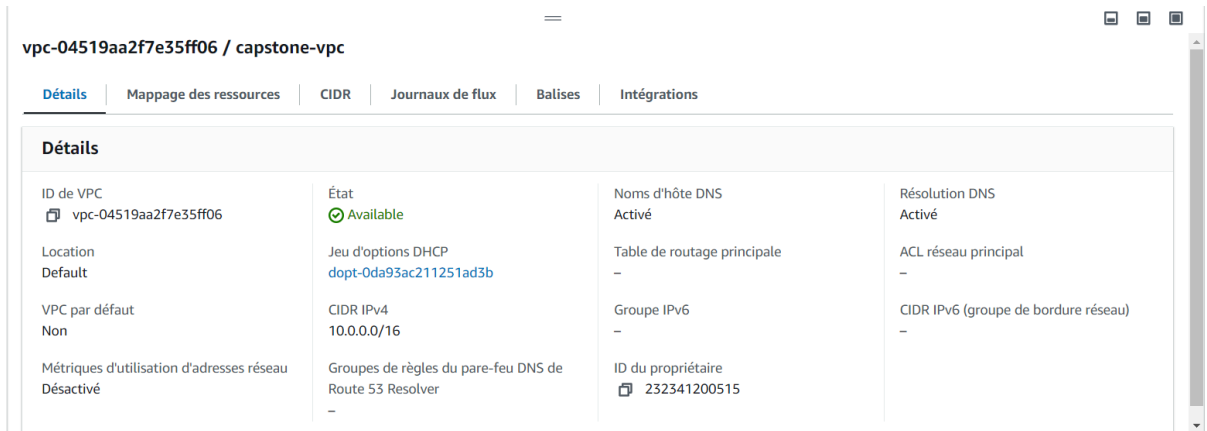 vpc-04519aa2f7e35ff06 / capstone-vpc
Détails
Mappage des ressources
CIDR
Journaux de flux
Balises
Intégrations
Détails
ID de VPC
vpc-04519aa2f7e35ff06
État
Available
Noms d'hôte DNS
Activé
Résolution DNS
Activé
Location
Default
Jeu d'options DHCP
dopt-0da93ac211251ad3b
Table de routage principale
–
ACL réseau principal
–
VPC par défaut
Non
CIDR IPv4
10.0.0.0/16
Groupe IPv6
–
CIDR IPv6 (groupe de bordure réseau)
–
Métriques d'utilisation d'adresses réseau
Désactivé
Groupes de règles du pare-feu DNS de
Route 53 Resolver
–
ID du propriétaire
232341200515